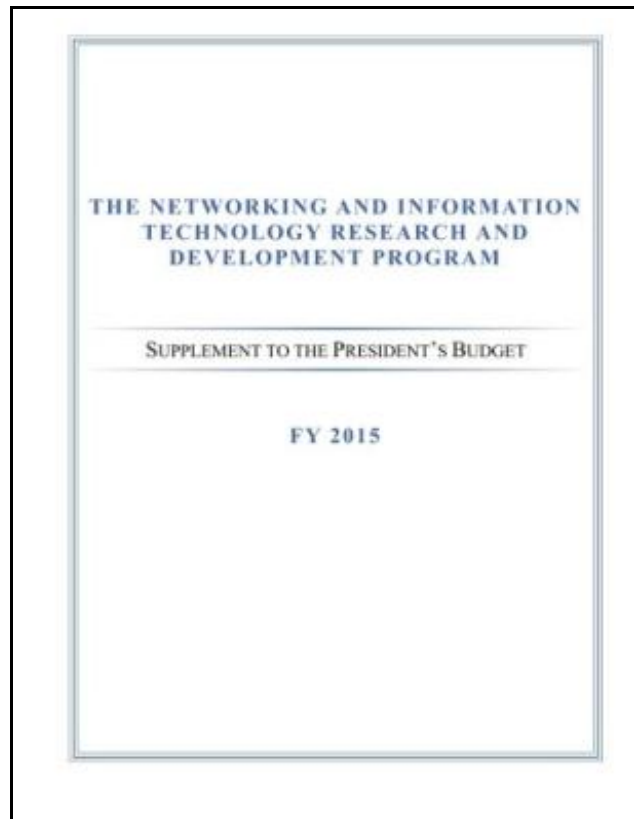 THE NETWORKING AND INFORMATION
TECHNOLOGY RESEARCH AND
DEVELOPMENT PROGRAM
SUPPLEMENT TO THE PRESIDENT'S BUDGET
FY 2015